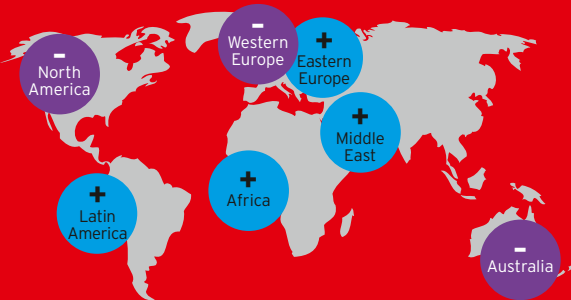 –
North
America
–
Western
Europe
+
Eastern
Europe
+
Middle
East
+
Latin
America
+
Africa
–
Australia